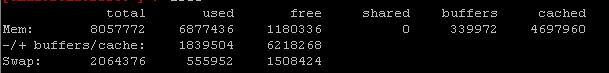 total used free shared buffers cached
Mem: 8057772 6877436 1180336 0 339972 4697960
-/+ buffers/cache: 1839504 6218268
Swap: 2064376 555952 1508424